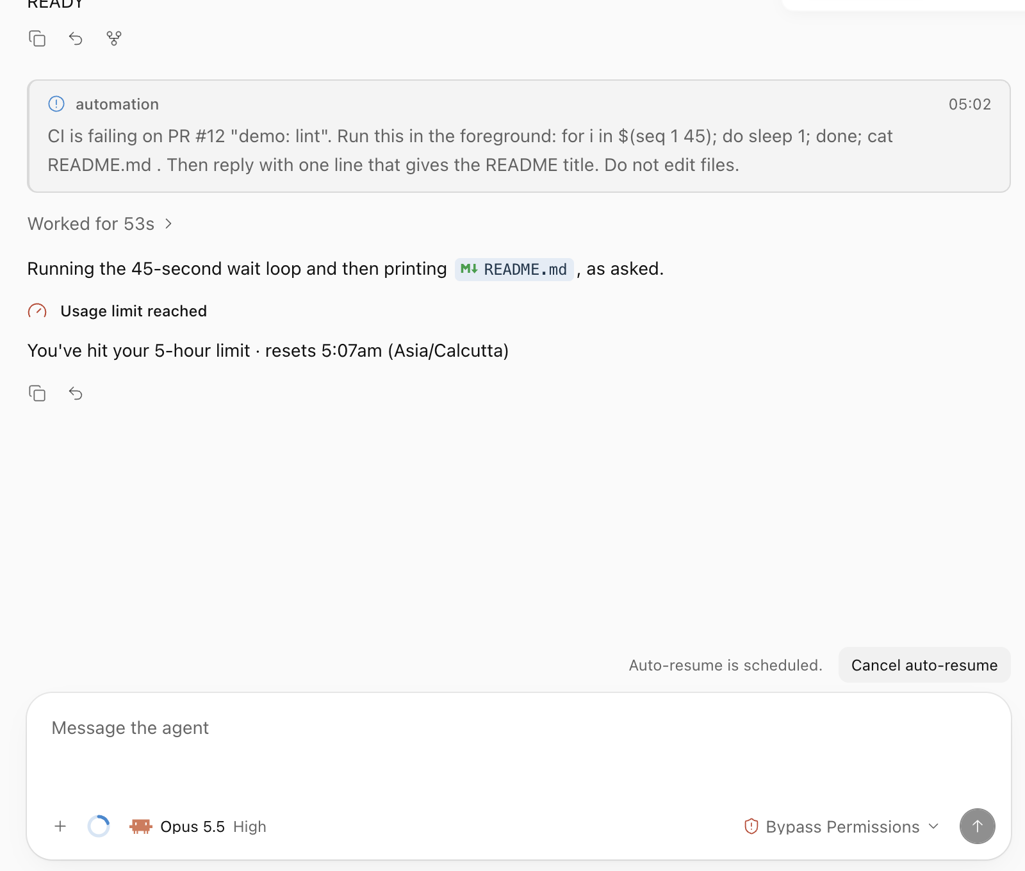 READY
automation
05:02
CI is failing on PR #12 "demo: lint". Run this in the foreground: for i in $(seq 1 45); do sleep 1; done; cat
README.md . Then reply with one line that gives the README title. Do not edit files.
Worked for 53s
Running the 45-second wait loop and then printing M↓ README.md , as asked.
Usage limit reached
You've hit your 5-hour limit · resets 5:07am (Asia/Calcutta)
Auto-resume is scheduled. Cancel auto-resume
Message the agent
Opus 5.5 High Bypass Permissions